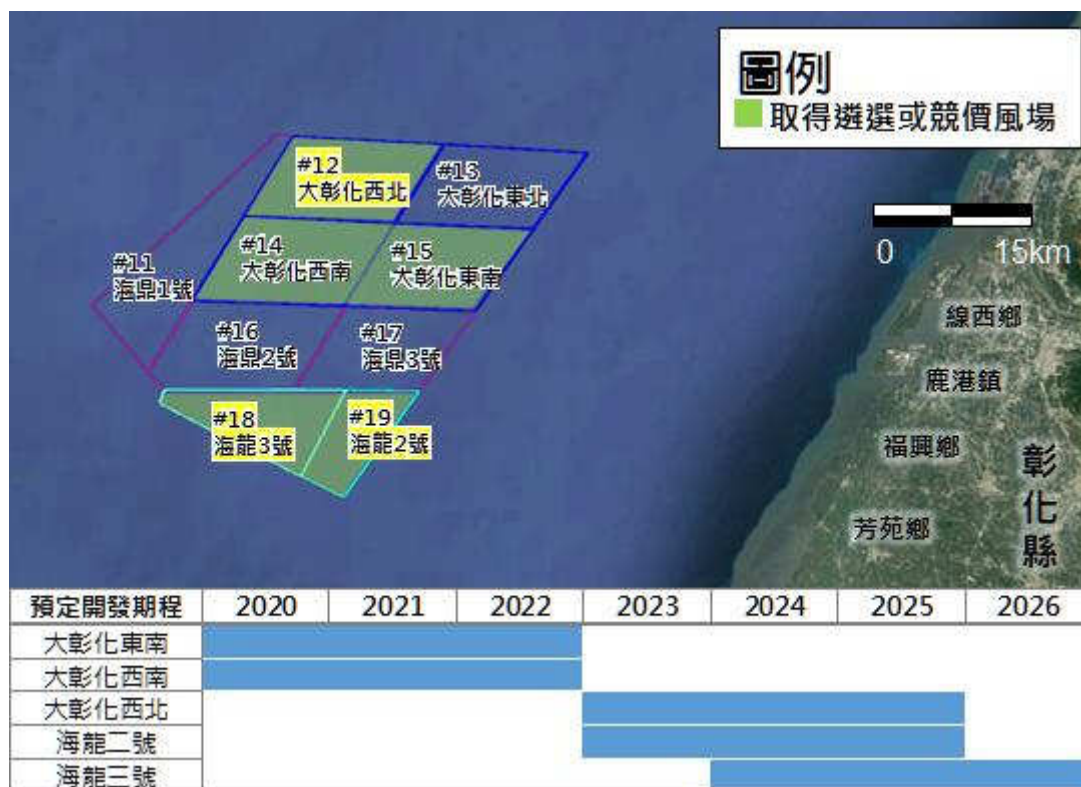 圖例
取得遴選或競價風場
#12
大彰化西北
#13
大彰化東北
#14
大彰化西南
#15
大彰化東南
#11
海鼎1號
#16
海鼎2號
#17
海鼎3號
#18
海龍3號
#19
海龍2號
0 15km
線西鄉
鹿港鎮
福興鄉
芳苑鄉
彰化縣
預定開發期程 2020 2021 2022 2023 2024 2025 2026
大彰化東南
大彰化西南
大彰化西北
海龍二號
海龍三號